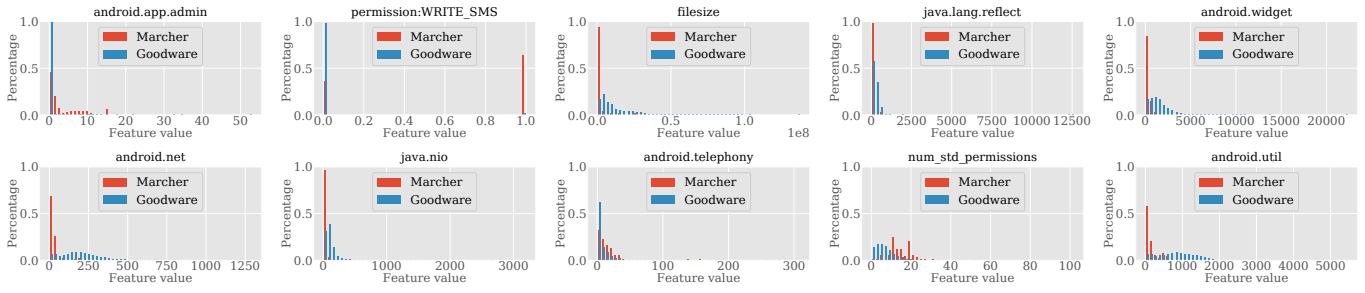 android.app.admin
Percentage
1.0
0.5
0.0
Marcher
Goodware
0 10 20 30 40 50
Feature value
permission:WRITE_SMS
Percentage
1.0
0.5
0.0
Marcher
Goodware
0.0 0.2 0.4 0.6 0.8 1.0
Feature value
filesize
Percentage
1.0
0.5
0.0
Marcher
Goodware
0.0 0.5 1.0
1e8
Feature value
java.lang.reflect
Percentage
1.0
0.5
0.0
Marcher
Goodware
0 2500 5000 7500 10000 12500
Feature value
android.widget
Percentage
1.0
0.5
0.0
Marcher
Goodware
0 5000 10000 15000 20000
Feature value
android.net
Percentage
1.0
0.5
0.0
Marcher
Goodware
0 250 500 750 1000 1250
Feature value
java.nio
Percentage
1.0
0.5
0.0
Marcher
Goodware
0 1000 2000 3000
Feature value
android.telephony
Percentage
1.0
0.5
0.0
Marcher
Goodware
0 100 200 300
Feature value
num_std_permissions
Percentage
1.0
0.5
0.0
Marcher
Goodware
0 20 40 60 80 100
Feature value
android.util
Percentage
1.0
0.5
0.0
Marcher
Goodware
0 1000 2000 3000 4000 5000
Feature value